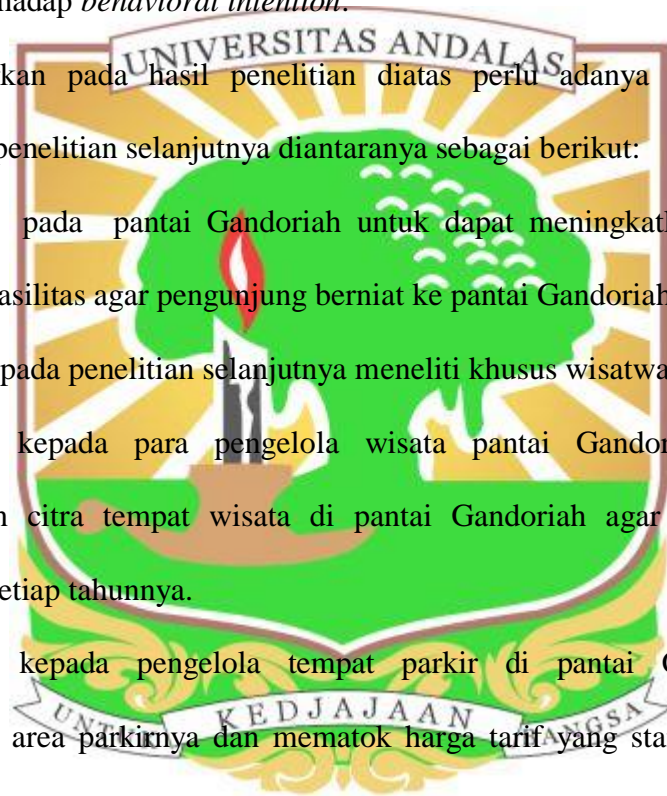 hadap behavioral intention.
UNIVERSITAS ANDALAS
kan pada hasil penelitian diatas perlu adanya
penelitian selanjutnya diantaranya sebagai berikut:
pada pantai Gandoriah untuk dapat meningkatk
asilitas agar pengunjung berniat ke pantai Gandoriah
pada penelitian selanjutnya meneliti khusus wisatwa
kepada para pengelola wisata pantai Gandor
n citra tempat wisata di pantai Gandoriah agar
etiap tahunnya.
kepada pengelola tempat parkir di pantai G
UNTUK KEDJAJAAN BANGSA
area parkirnya dan mematok harga tarif yang sta